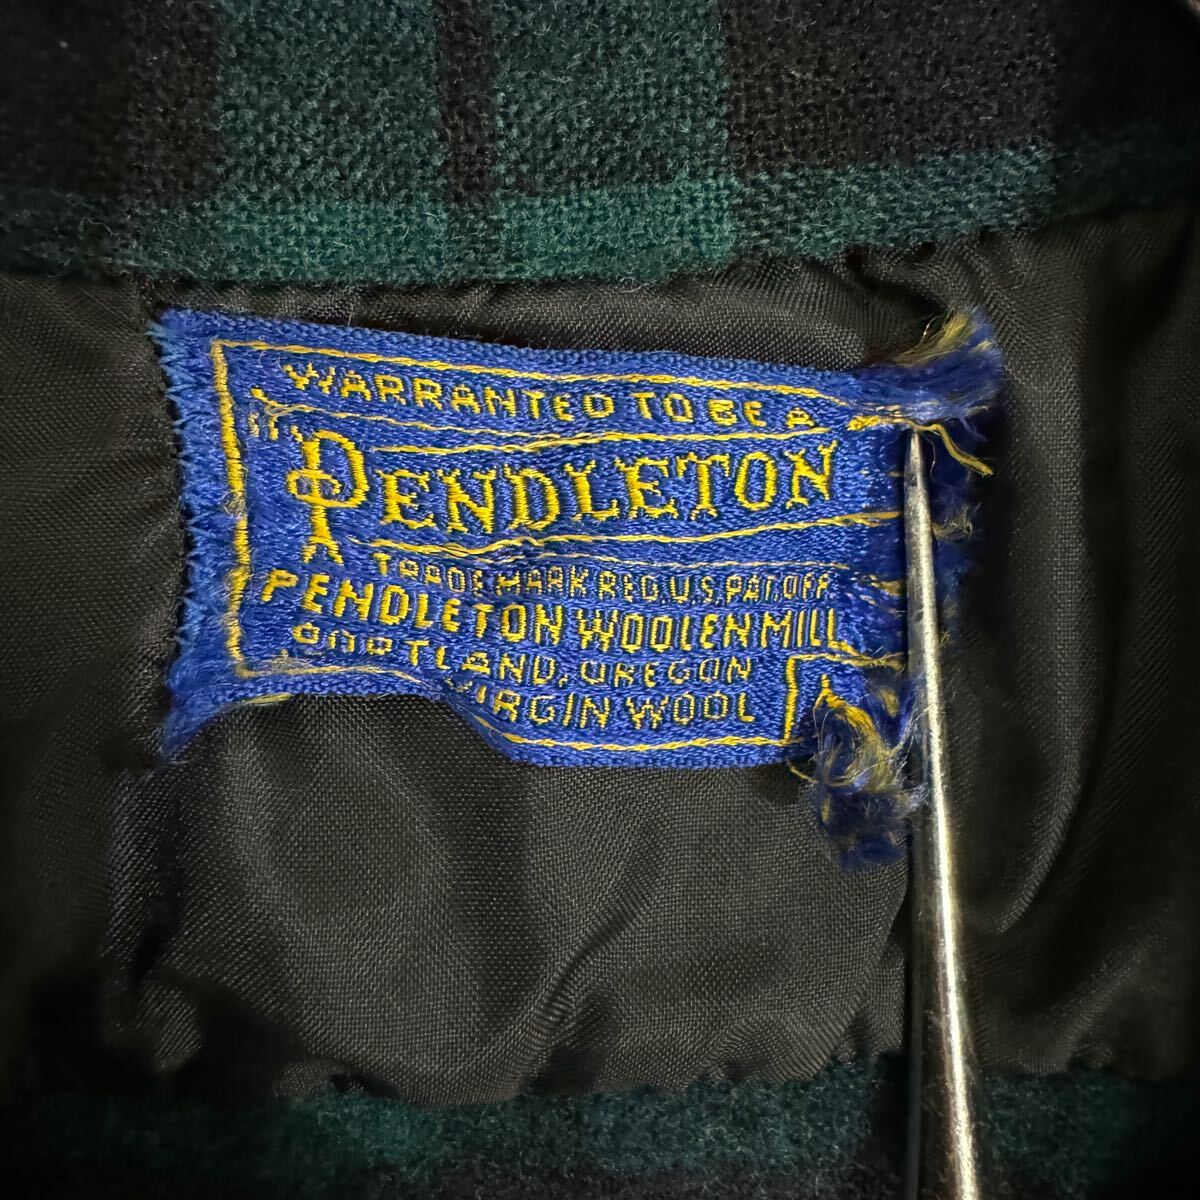 WARRANTED TO BE A
PENDLETON
TRADE MARK REG. U.S. PAT. OFF.
PENDLETON WOOLEN MILL
PORTLAND, OREGON
VIRGIN WOOL